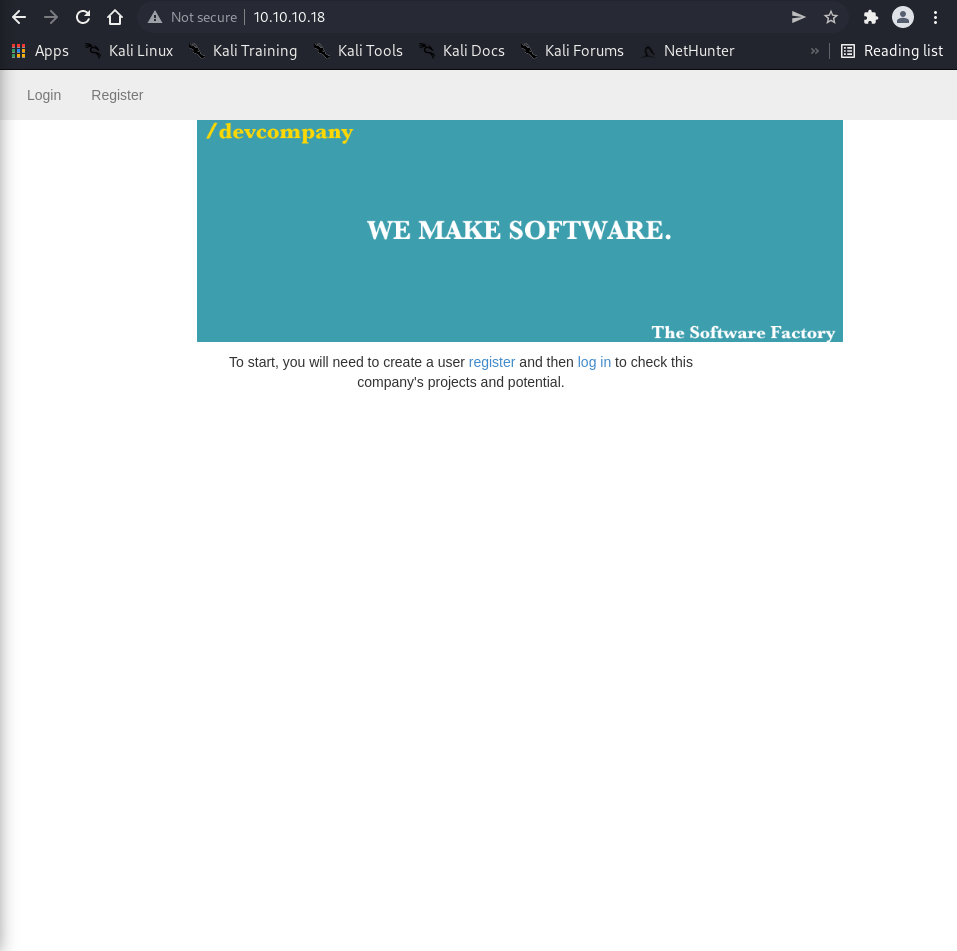 Not secure 10.10.10.18
Apps Kali Linux Kali Training Kali Tools Kali Docs Kali Forums NetHunter » Reading list
Login Register
/devcompany
WE MAKE SOFTWARE.
The Software Factory
To start, you will need to create a user register and then log in to check this
company's projects and potential.